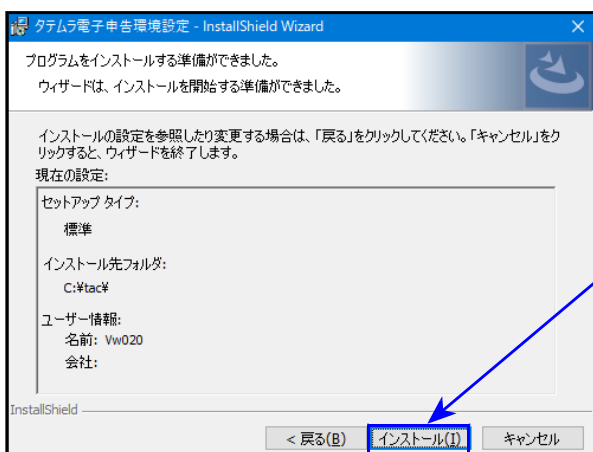 タテムラ電子申告環境設定 - InstallShield Wizard
プログラムをインストールする準備ができました。
ウィザードは、インストールを開始する準備ができました。
インストールの設定を参照したり変更する場合は、「戻る」をクリックしてください。「キャンセル」をク
リックすると、ウィザードを終了します。
現在の設定:
セットアップ タイプ:
標準
インストール先フォルダ:
C:¥tac¥
ユーザー情報:
名前: Vw020
会社:
InstallShield
< 戻る(B) インストール(I) キャンセル